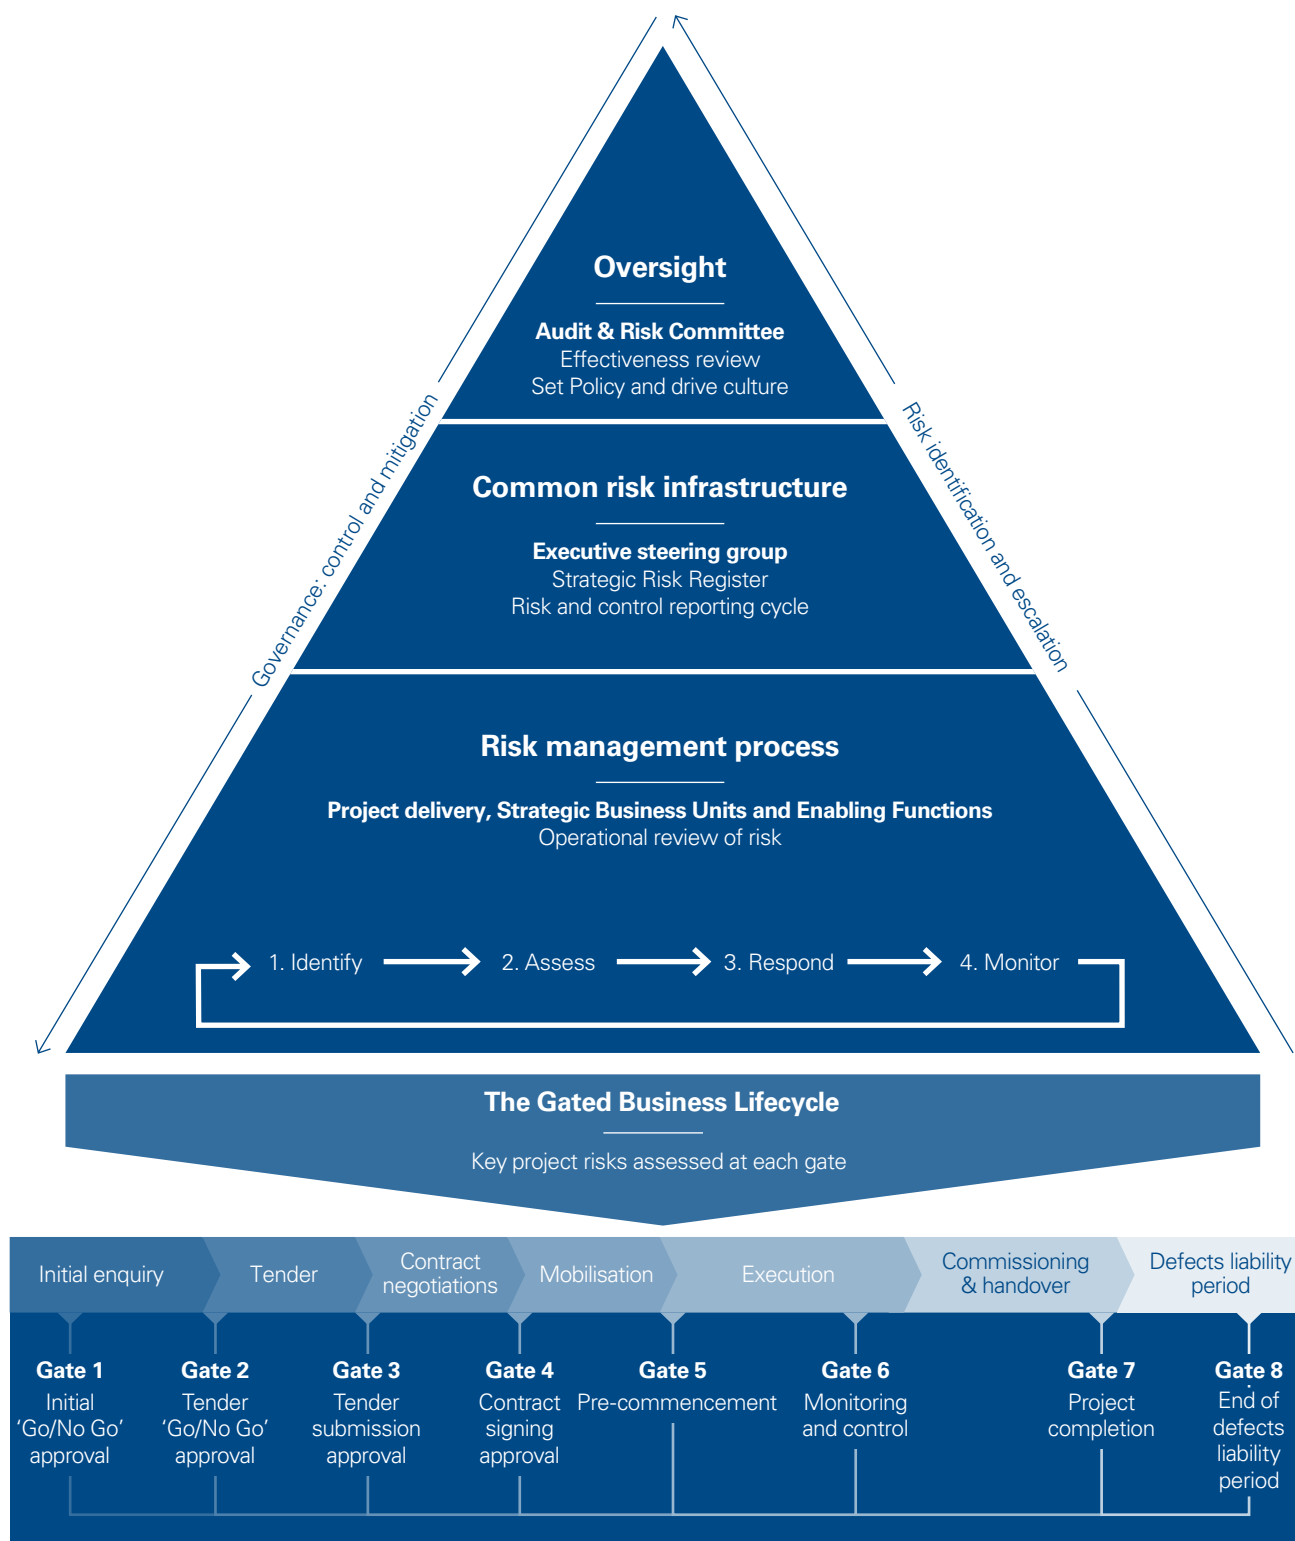 Oversight
Audit & Risk Committee
Effectiveness review
Set Policy and drive culture
Governance: control and mitigation
Risk identification and escalation
Common risk infrastructure
Executive steering group
Strategic Risk Register
Risk and control reporting cycle
Risk management process
Project delivery, Strategic Business Units and Enabling Functions
Operational review of risk
1. Identify
2. Assess
3. Respond
4. Monitor
The Gated Business Lifecycle
Key project risks assessed at each gate
Initial enquiry
Tender
Contract
negotiations
Mobilisation
Execution
Commissioning
& handover
Defects liability
period
Gate 1
Initial
‘Go/No Go’
approval
Gate 2
Tender
‘Go/No Go’
approval
Gate 3
Tender
submission
approval
Gate 4
Contract
signing
approval
Gate 5
Pre-commencement
Gate 6
Monitoring
and control
Gate 7
Project
completion
Gate 8
End of
defects
liability
period